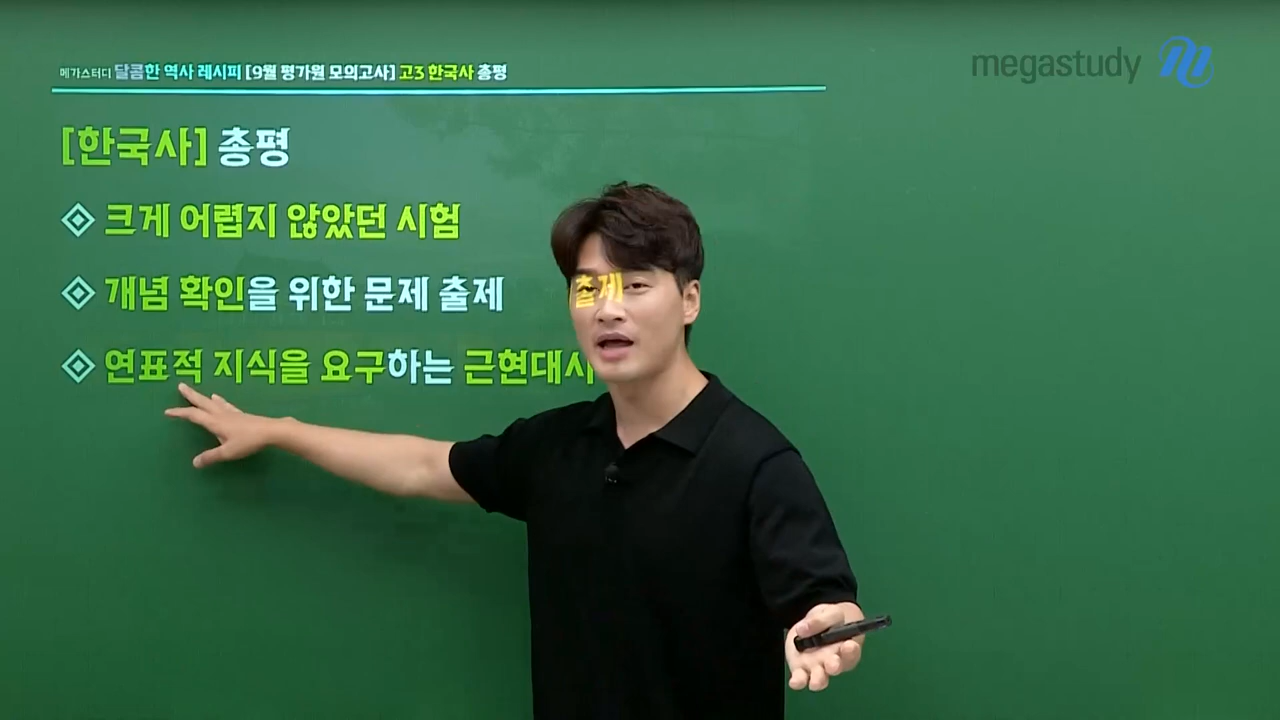 메가스터디 달콤한 역사 레시피 [9월 평가원 모의고사] 고3 한국사 총평
megastudy
[한국사] 총평
크게 어렵지 않았던 시험
개념 확인을 위한 문제 출제
출제
연표적 지식을 요구하는 근현대사